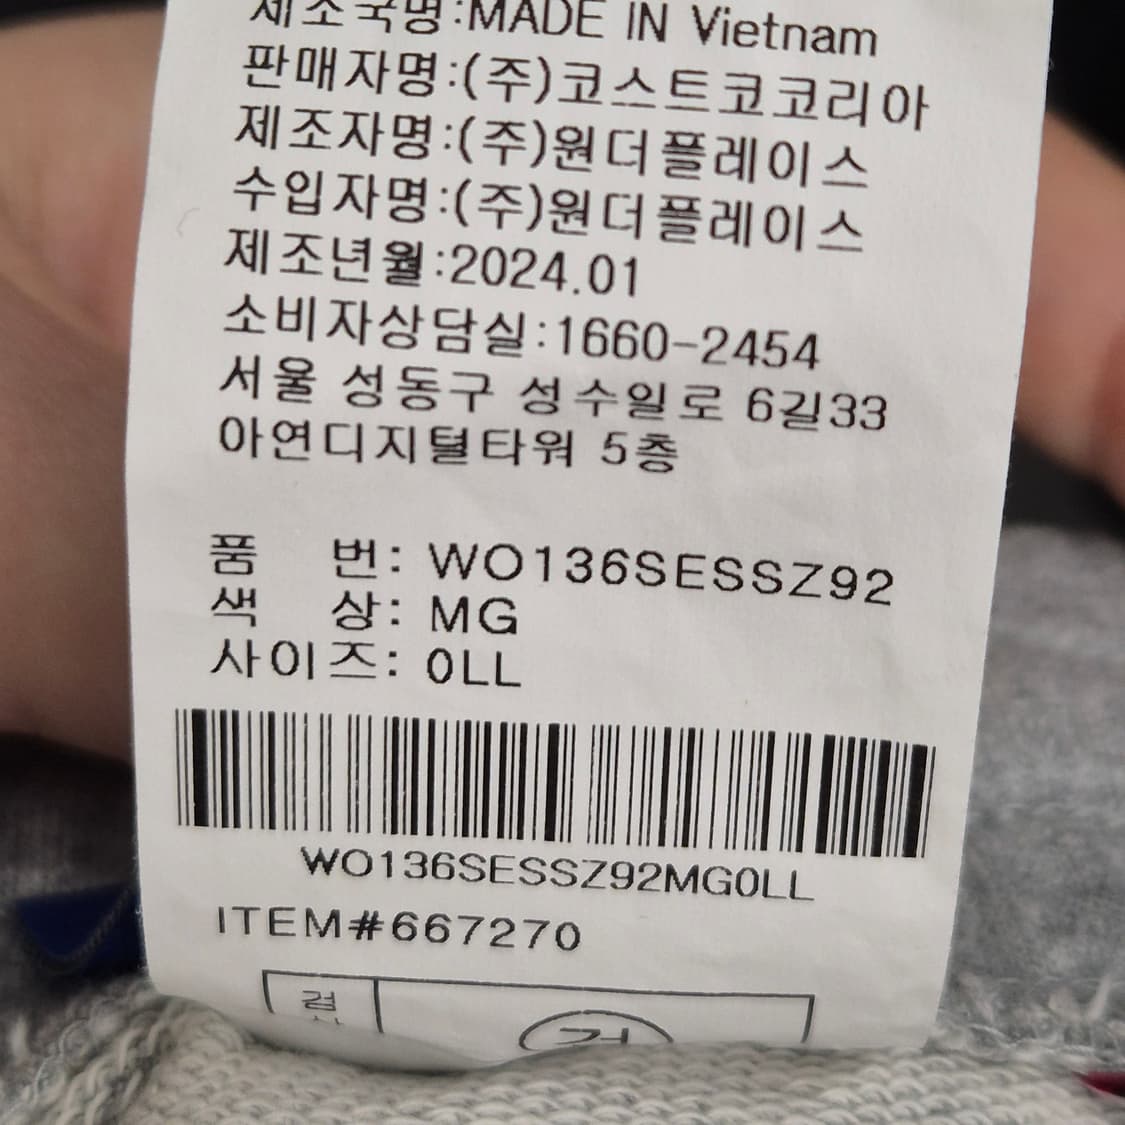 제조국명:MADE IN Vietnam
판매자명:(주)코스트코코리아
제조자명:(주)원더플레이스
수입자명:(주)원더플레이스
제조년월:2024.01
소비자상담실:1660-2454
서울 성동구 성수일로 6길33
아연디지털타워 5층
품 번: WO136SESSZ92
색 상: MG
사이즈: 0LL
WO136SESSZ92MG0LL
ITEM#667270
검